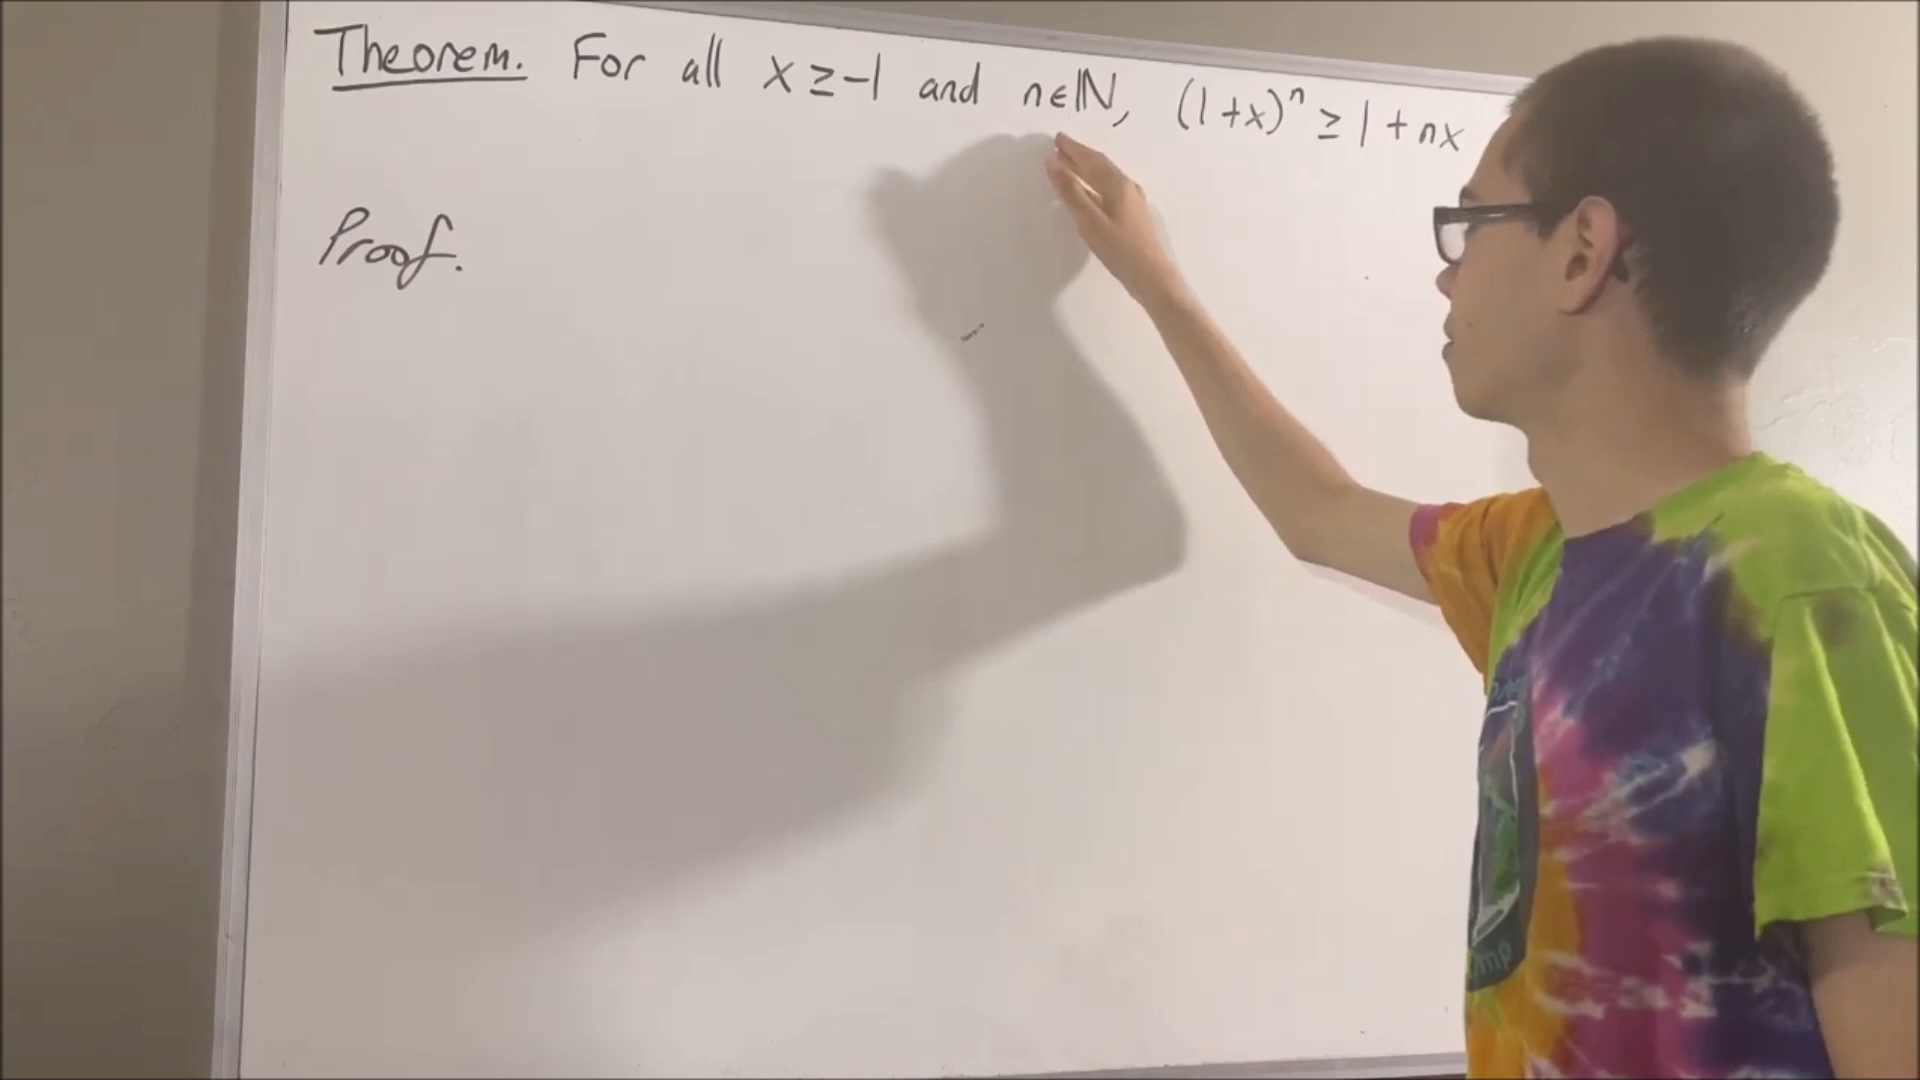 Theorem. For all x ≥ -1 and n∈ℕ, (1+x)ⁿ ≥ 1 + nx
Proof.